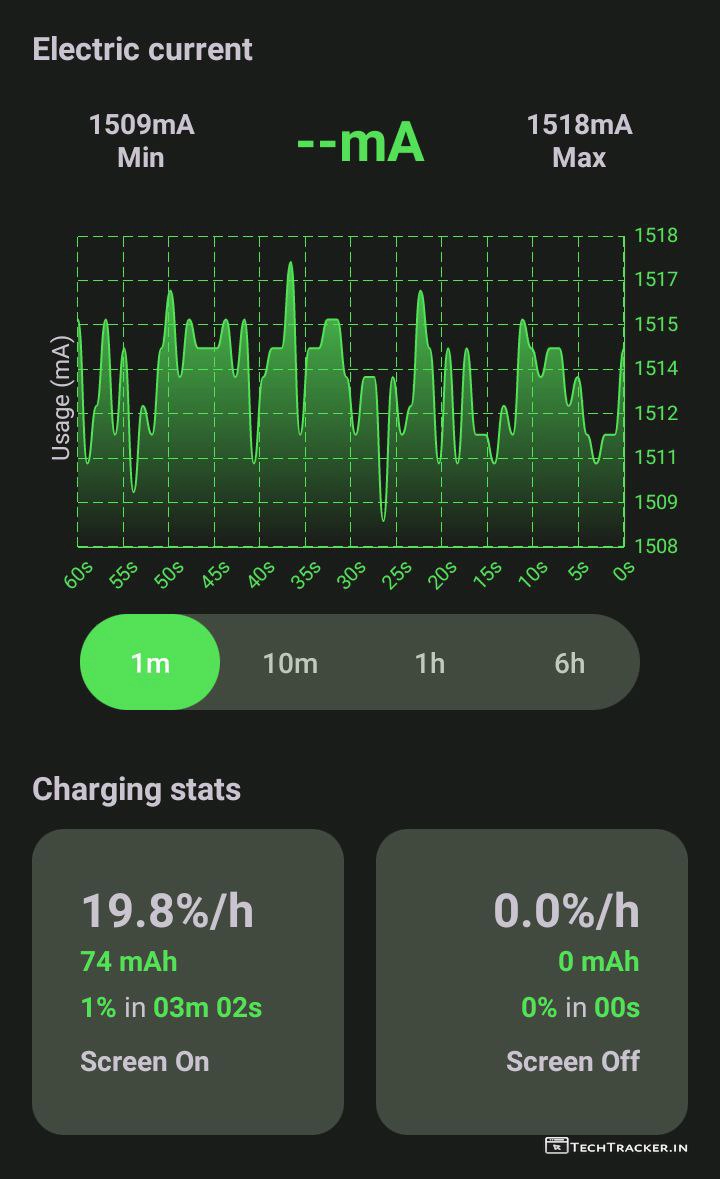 Electric current
1509mA
Min
--mA
1518mA
Max
1518
1517
1515
1514
1512
1511
1509
1508
Usage (mA)
60s 55s 50s 45s 40s 35s 30s 25s 20s 15s 10s 5s 0s
1m 10m 1h 6h
Charging stats
19.8%/h
74 mAh
1% in 03m 02s
Screen On
0.0%/h
0 mAh
0% in 00s
Screen Off
TECHTRACKER.IN